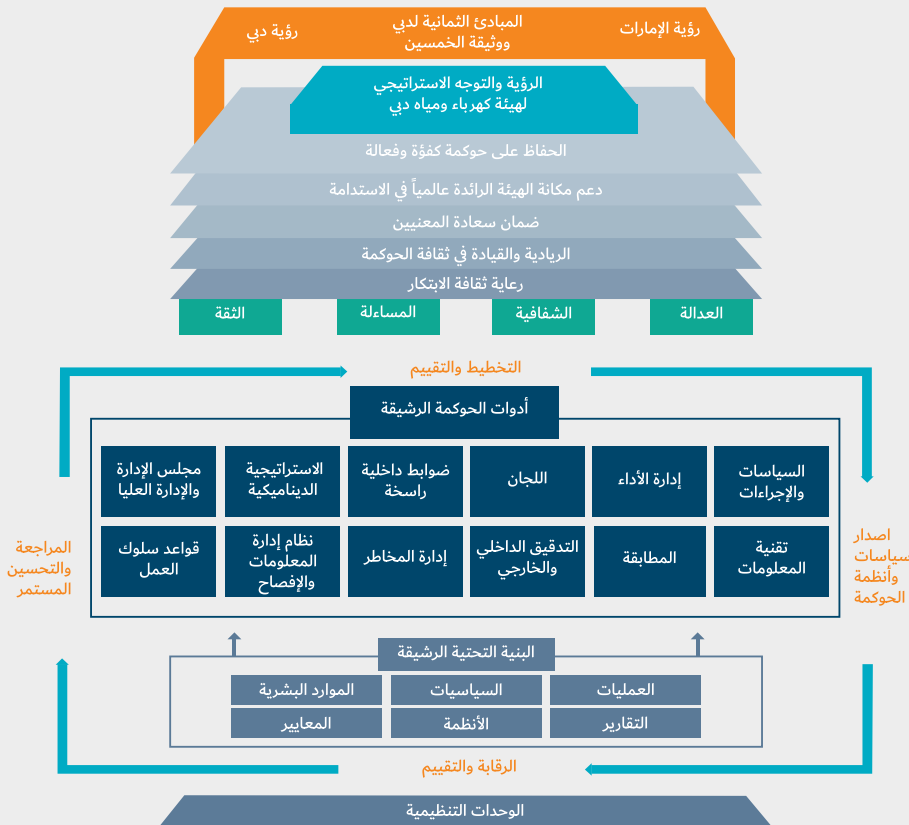 رؤية الإمارات
المبادئ الثمانية لدبي
ووثيقة الخمسين
رؤية دبي
الرؤية والتوجه الاستراتيجي
لهيئة كهرباء ومياه دبي
الحفاظ على حوكمة كفؤة وفعالة
دعم مكانة الهيئة الرائدة عالمياً في الاستدامة
ضمان سعادة المعنيين
الريادية والقيادة في ثقافة الحوكمة
رعاية ثقافة الابتكار
العدالة
الشفافية
المساءلة
الثقة
التخطيط والتقييم
أدوات الحوكمة الرشيقة
السياسات
والإجراءات
إدارة الأداء
اللجان
ضوابط داخلية
راسخة
الاستراتيجية
الديناميكية
مجلس الإدارة
والإدارة العليا
تقنية
المعلومات
المطابقة
التدقيق الداخلي
والخارجي
إدارة المخاطر
نظام إدارة
المعلومات
والإفصاح
قواعد سلوك
العمل
اصدار
سياسات
وأنظمة
الحوكمة
المراجعة
والتحسين
المستمر
البنية التحتية الرشيقة
العمليات
السياسيات
الموارد البشرية
التقارير
الأنظمة
المعايير
الرقابة والتقييم
الوحدات التنظيمية